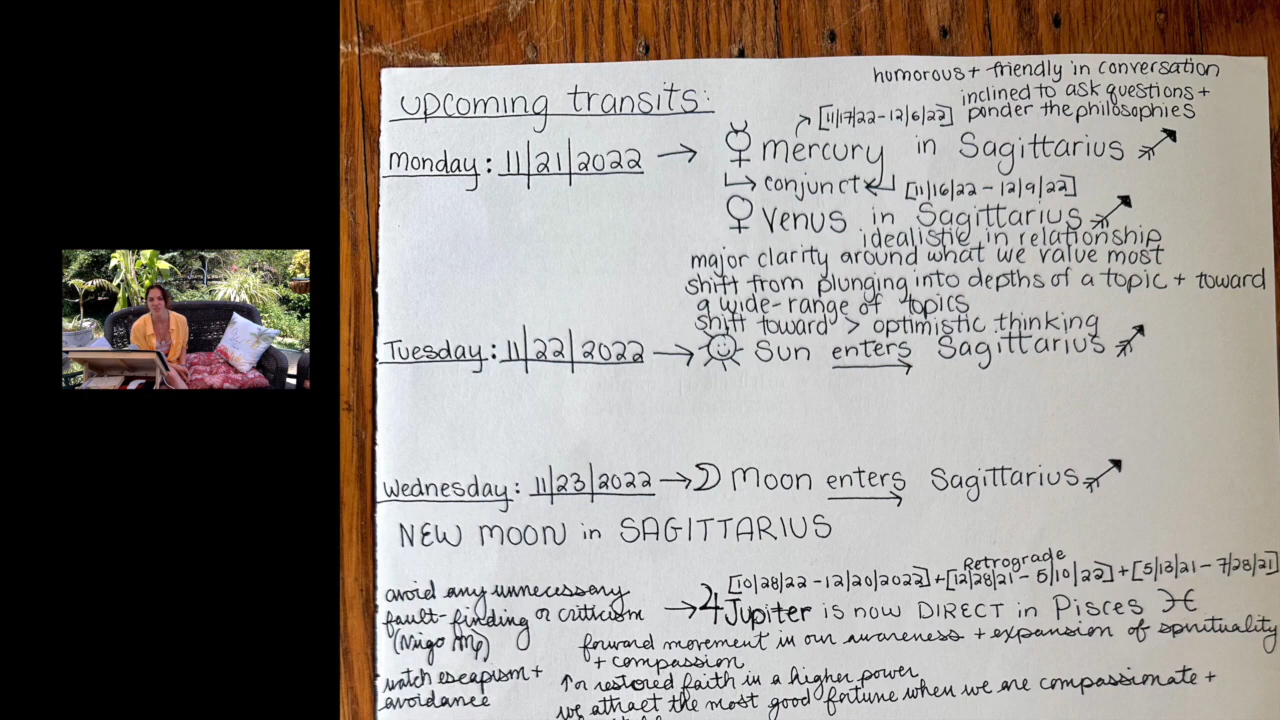 upcoming transits:
humorous + friendly in conversation
inclined to ask questions +
[11/17/22 - 12/6/22] ponder the philosophies
Monday: 11/21/2022 → ☿ mercury in Sagittarius
conjunct [11/16/22 - 12/9/22]
♀ Venus in Sagittarius
idealistic in relationship
major clarity around what we value most
shift from plunging into depths of a topic + toward
a wide-range of topics
shift toward > optimistic thinking
Tuesday: 11/22/2022 → Sun enters Sagittarius
Wednesday: 11/23/2022 → ☽ Moon enters Sagittarius
NEW MOON in SAGITTARIUS
Retrograde
[10/28/22 - 12/20/2022] + [12/28/21 - 5/10/22] + [5/13/21 - 7/28/21]
→ ♃ Jupiter is now DIRECT in Pisces ♓
avoid any unnecessary
fault-finding or criticism
(Virgo ♍)
watch escapism +
avoidance
forward movement in our awareness + expansion of spirituality
+ compassion
↑ or restored faith in a higher power
we attract the most good fortune when we are compassionate +